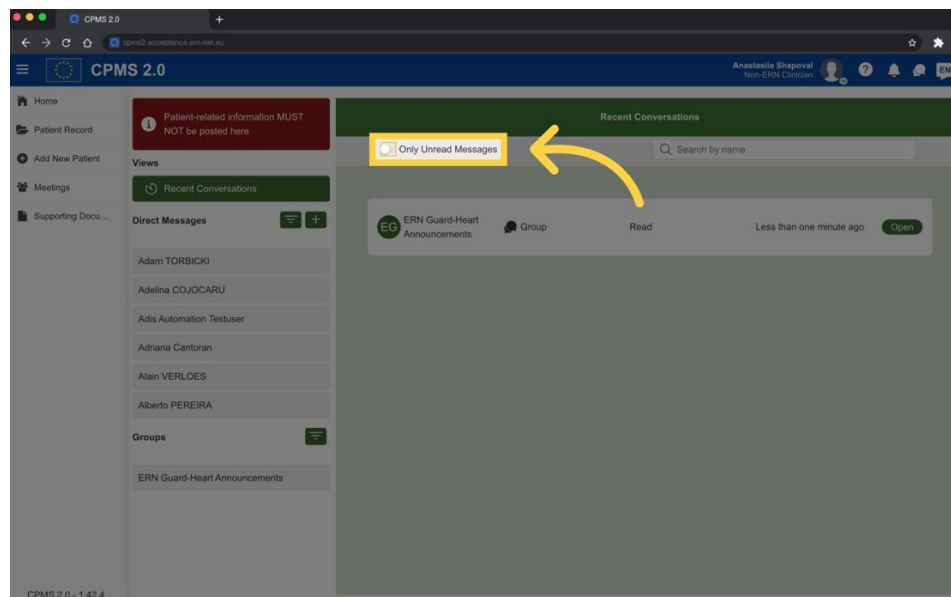 CPMS 2.0
cpms2-acceptance.ern-net.eu
CPMS 2.0
Anastasiia Shapoval
Non-ERN Clinician
EN
Home
Patient Record
Add New Patient
Meetings
Supporting Docu...
CPMS 2.0 - 1.42.4
Patient-related information MUST
NOT be posted here
Views
Recent Conversations
Direct Messages
Adam TORBICKI
Adelina COJOCARU
Adis Automation Testuser
Adriana Cantoran
Alain VERLOES
Alberto PEREIRA
Groups
ERN Guard-Heart Announcements
Recent Conversations
Only Unread Messages
Search by name
EG ERN Guard-Heart
Announcements
Group Read Less than one minute ago Open